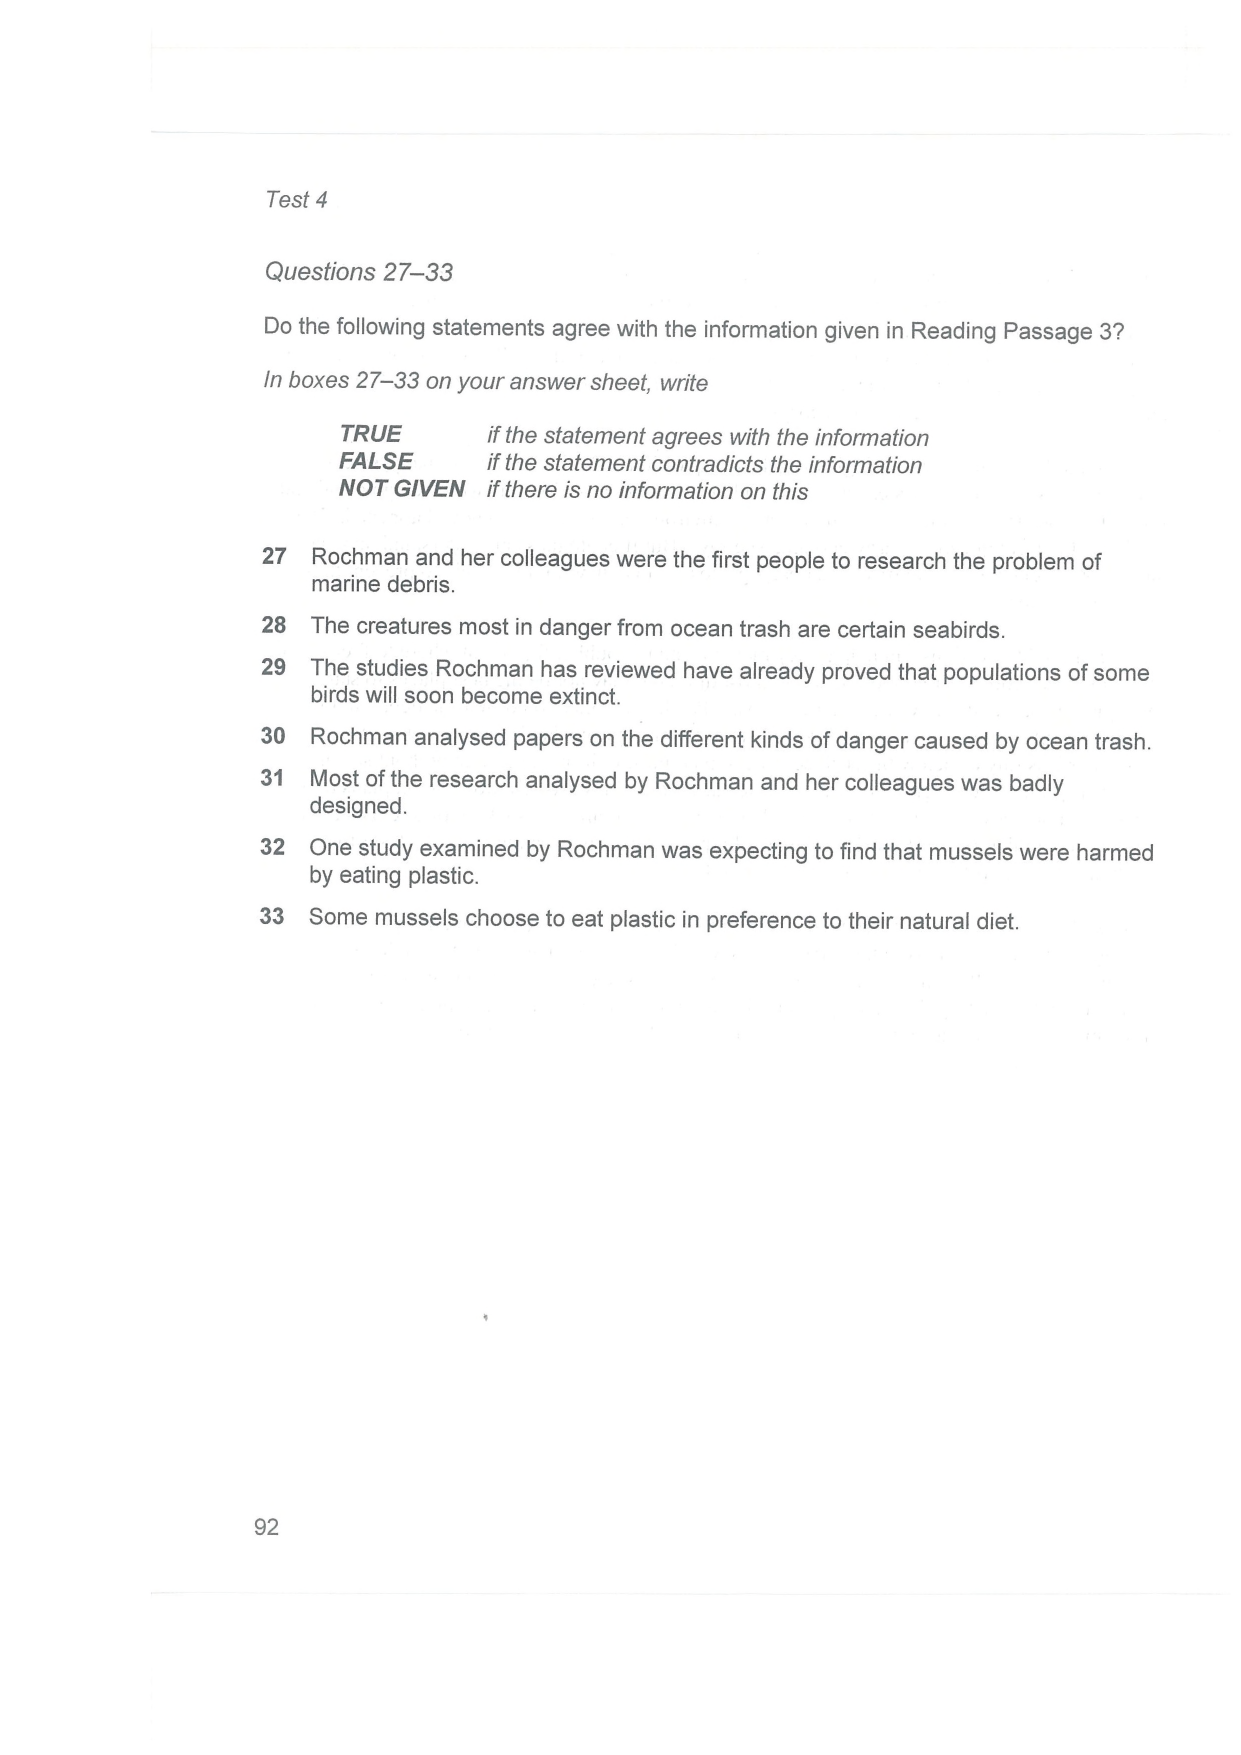 Test 4
Questions 27–33
Do the following statements agree with the information given in Reading Passage 3?
In boxes 27–33 on your answer sheet, write
TRUE if the statement agrees with the information
FALSE if the statement contradicts the information
NOT GIVEN if there is no information on this
27 Rochman and her colleagues were the first people to research the problem of
marine debris.
28 The creatures most in danger from ocean trash are certain seabirds.
29 The studies Rochman has reviewed have already proved that populations of some
birds will soon become extinct.
30 Rochman analysed papers on the different kinds of danger caused by ocean trash.
31 Most of the research analysed by Rochman and her colleagues was badly
designed.
32 One study examined by Rochman was expecting to find that mussels were harmed
by eating plastic.
33 Some mussels choose to eat plastic in preference to their natural diet.
92